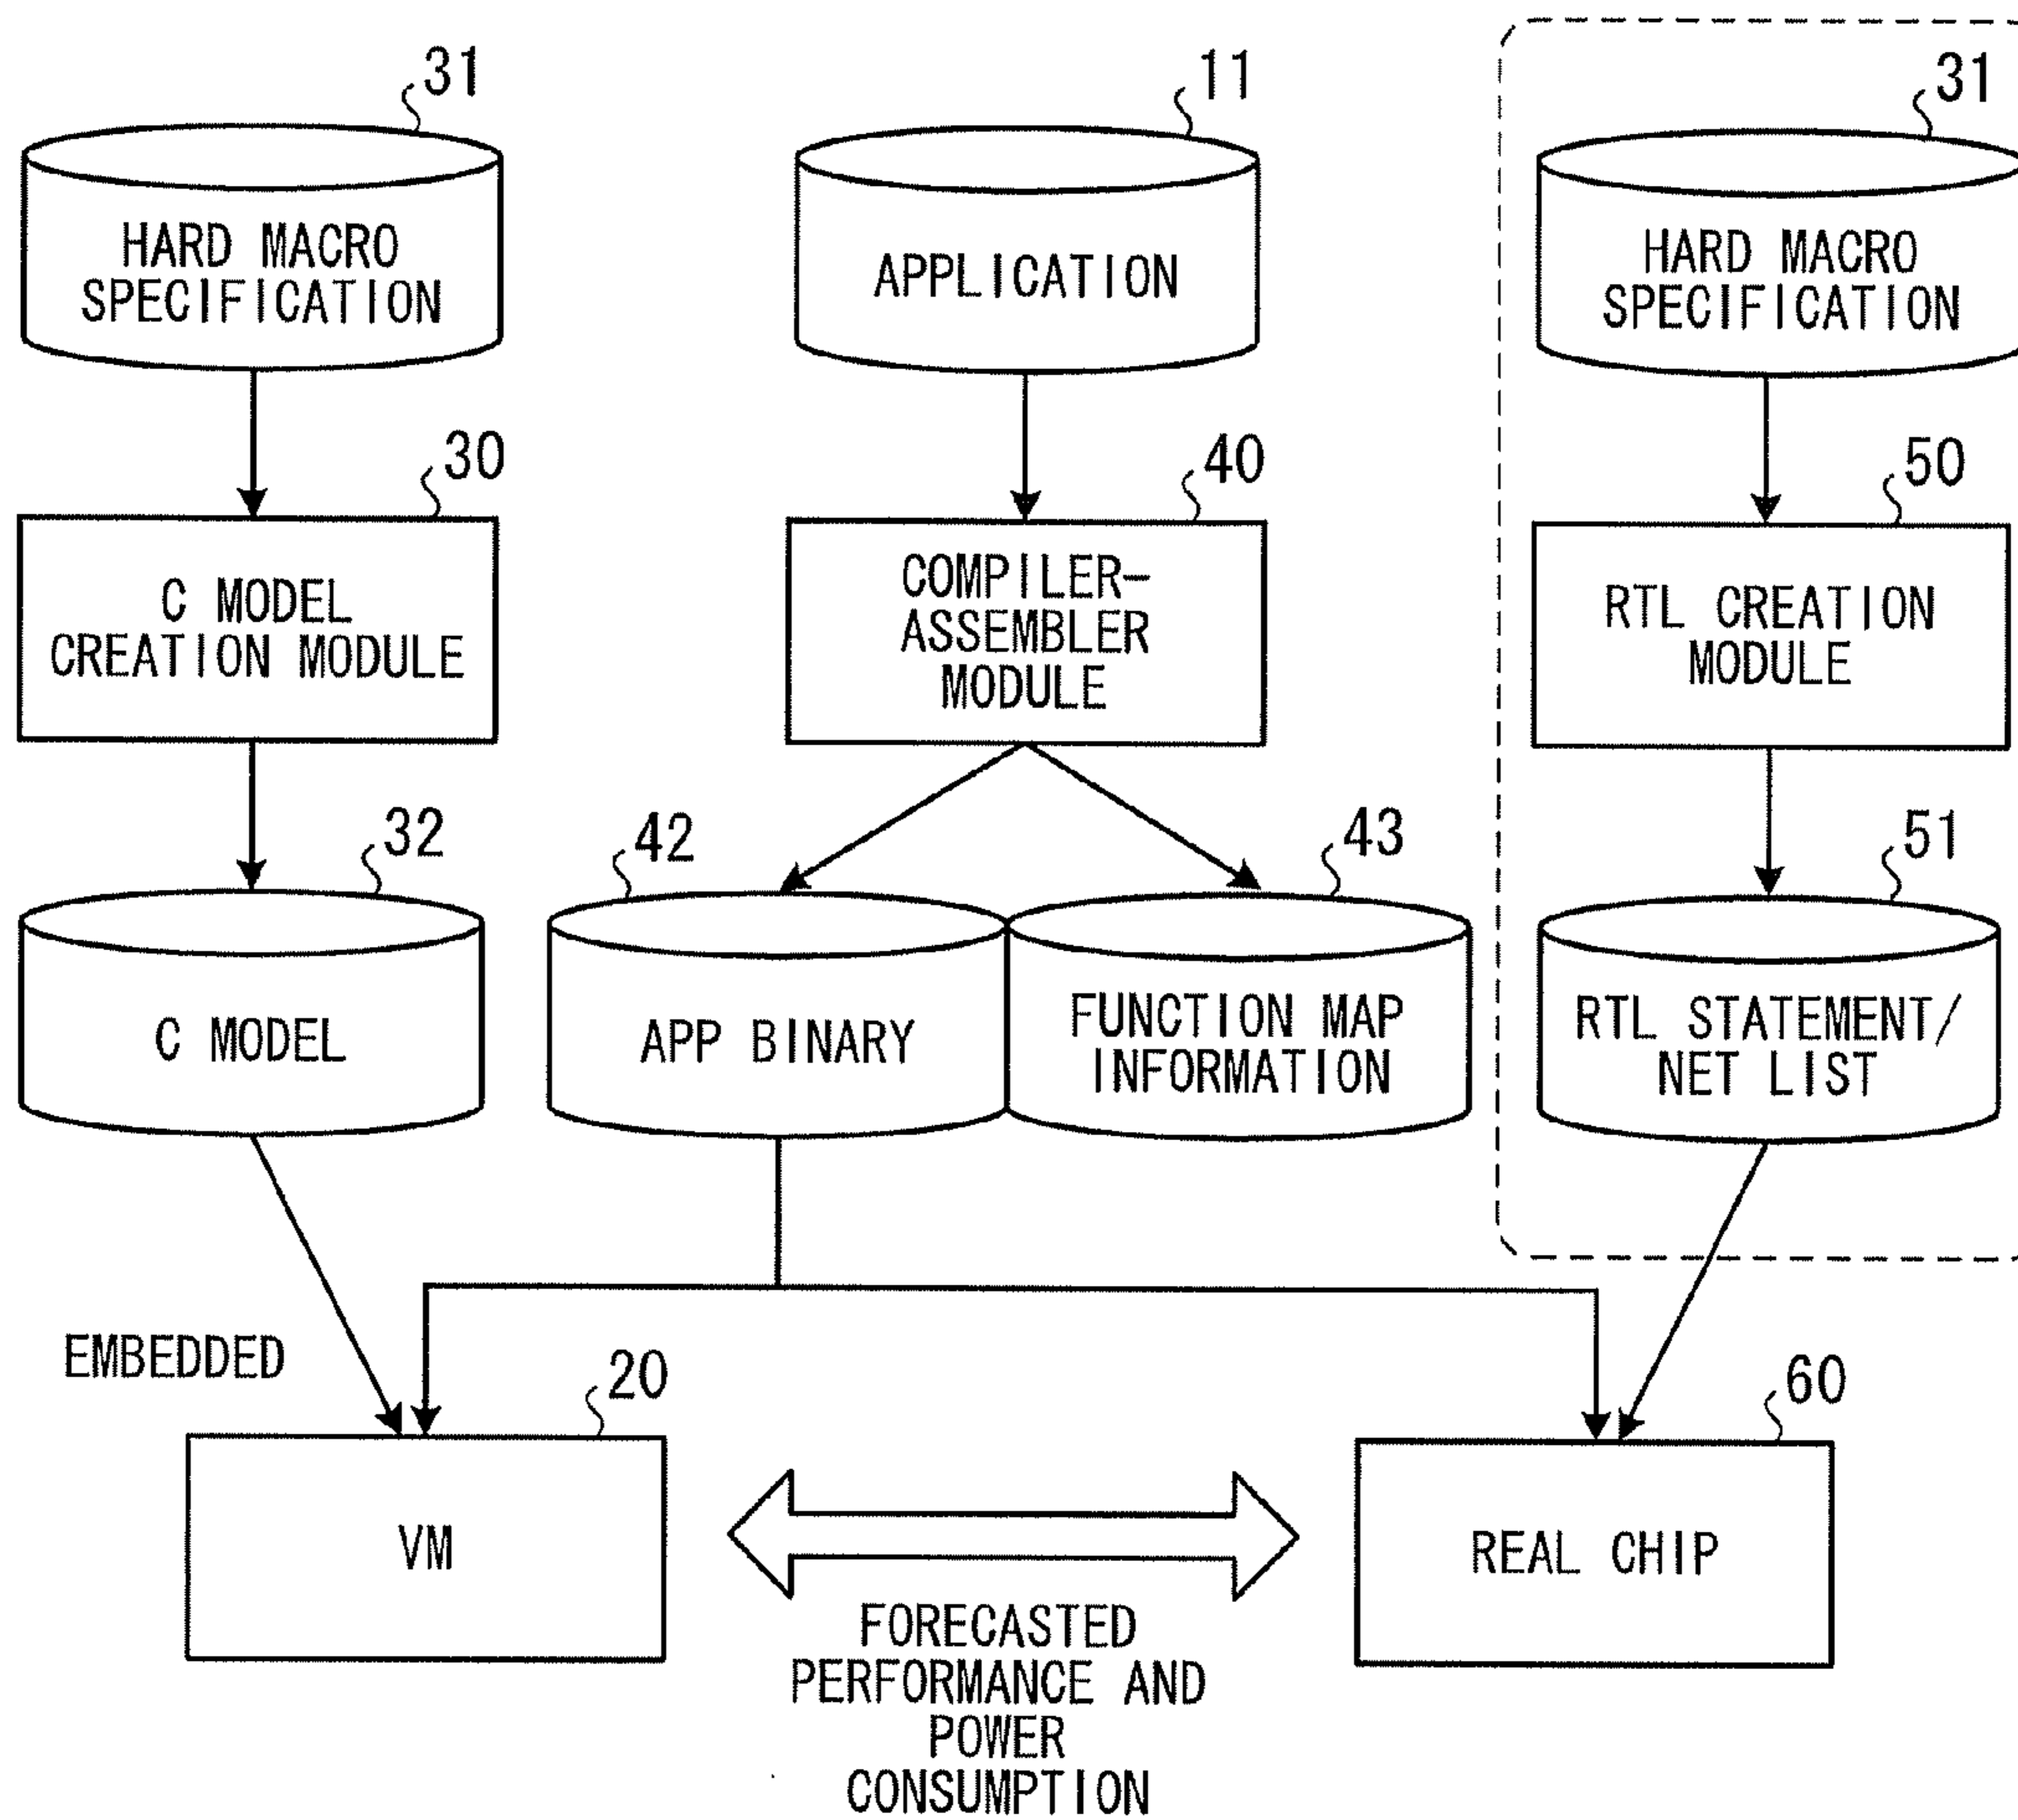 31
11
31
HARD MACRO
SPECIFICATION
APPLICATION
HARD MACRO
SPECIFICATION
30
40
50
C MODEL
CREATION MODULE
COMPILER-
ASSEMBLER
MODULE
RTL CREATION
MODULE
32
42
43
51
C MODEL
APP BINARY
FUNCTION MAP
INFORMATION
RTL STATEMENT/
NET LIST
EMBEDDED
20
60
VM
REAL CHIP
FORECASTED
PERFORMANCE AND
POWER
CONSUMPTION